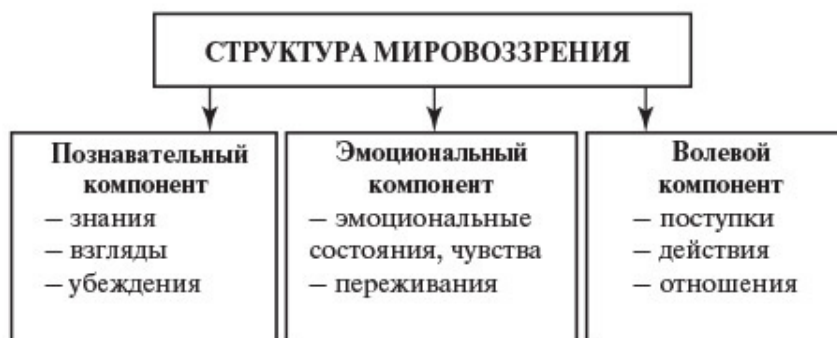 СТРУКТУРА МИРОВОЗЗРЕНИЯ
Познавательный
компонент
– знания
– взгляды
– убеждения
Эмоциональный
компонент
– эмоциональные
состояния, чувства
– переживания
Волевой
компонент
– поступки
– действия
– отношения